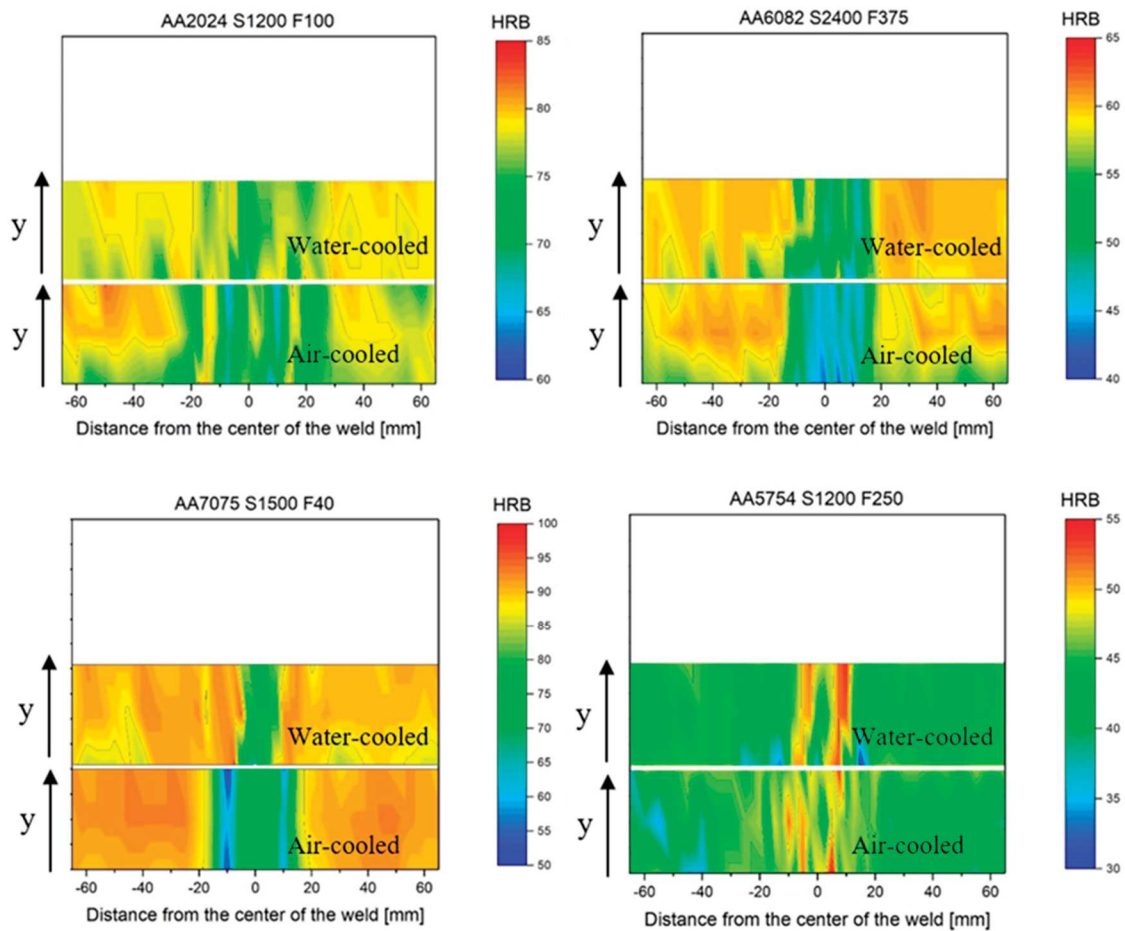 AA2024 S1200 F100
HRB
85
80
75
70
65
60
y
Water-cooled
y
Air-cooled
-60 -40 -20 0 20 40 60
Distance from the center of the weld [mm]
AA6082 S2400 F375
HRB
65
60
55
50
45
40
y
Water-cooled
y
Air-cooled
-60 -40 -20 0 20 40 60
Distance from the center of the weld [mm]
AA7075 S1500 F40
HRB
100
95
90
85
80
75
70
65
60
55
50
y
Water-cooled
y
Air-cooled
-60 -40 -20 0 20 40 60
Distance from the center of the weld [mm]
AA5754 S1200 F250
HRB
55
50
45
40
35
30
y
Water-cooled
y
Air-cooled
-60 -40 -20 0 20 40 60
Distance from the center of the weld [mm]